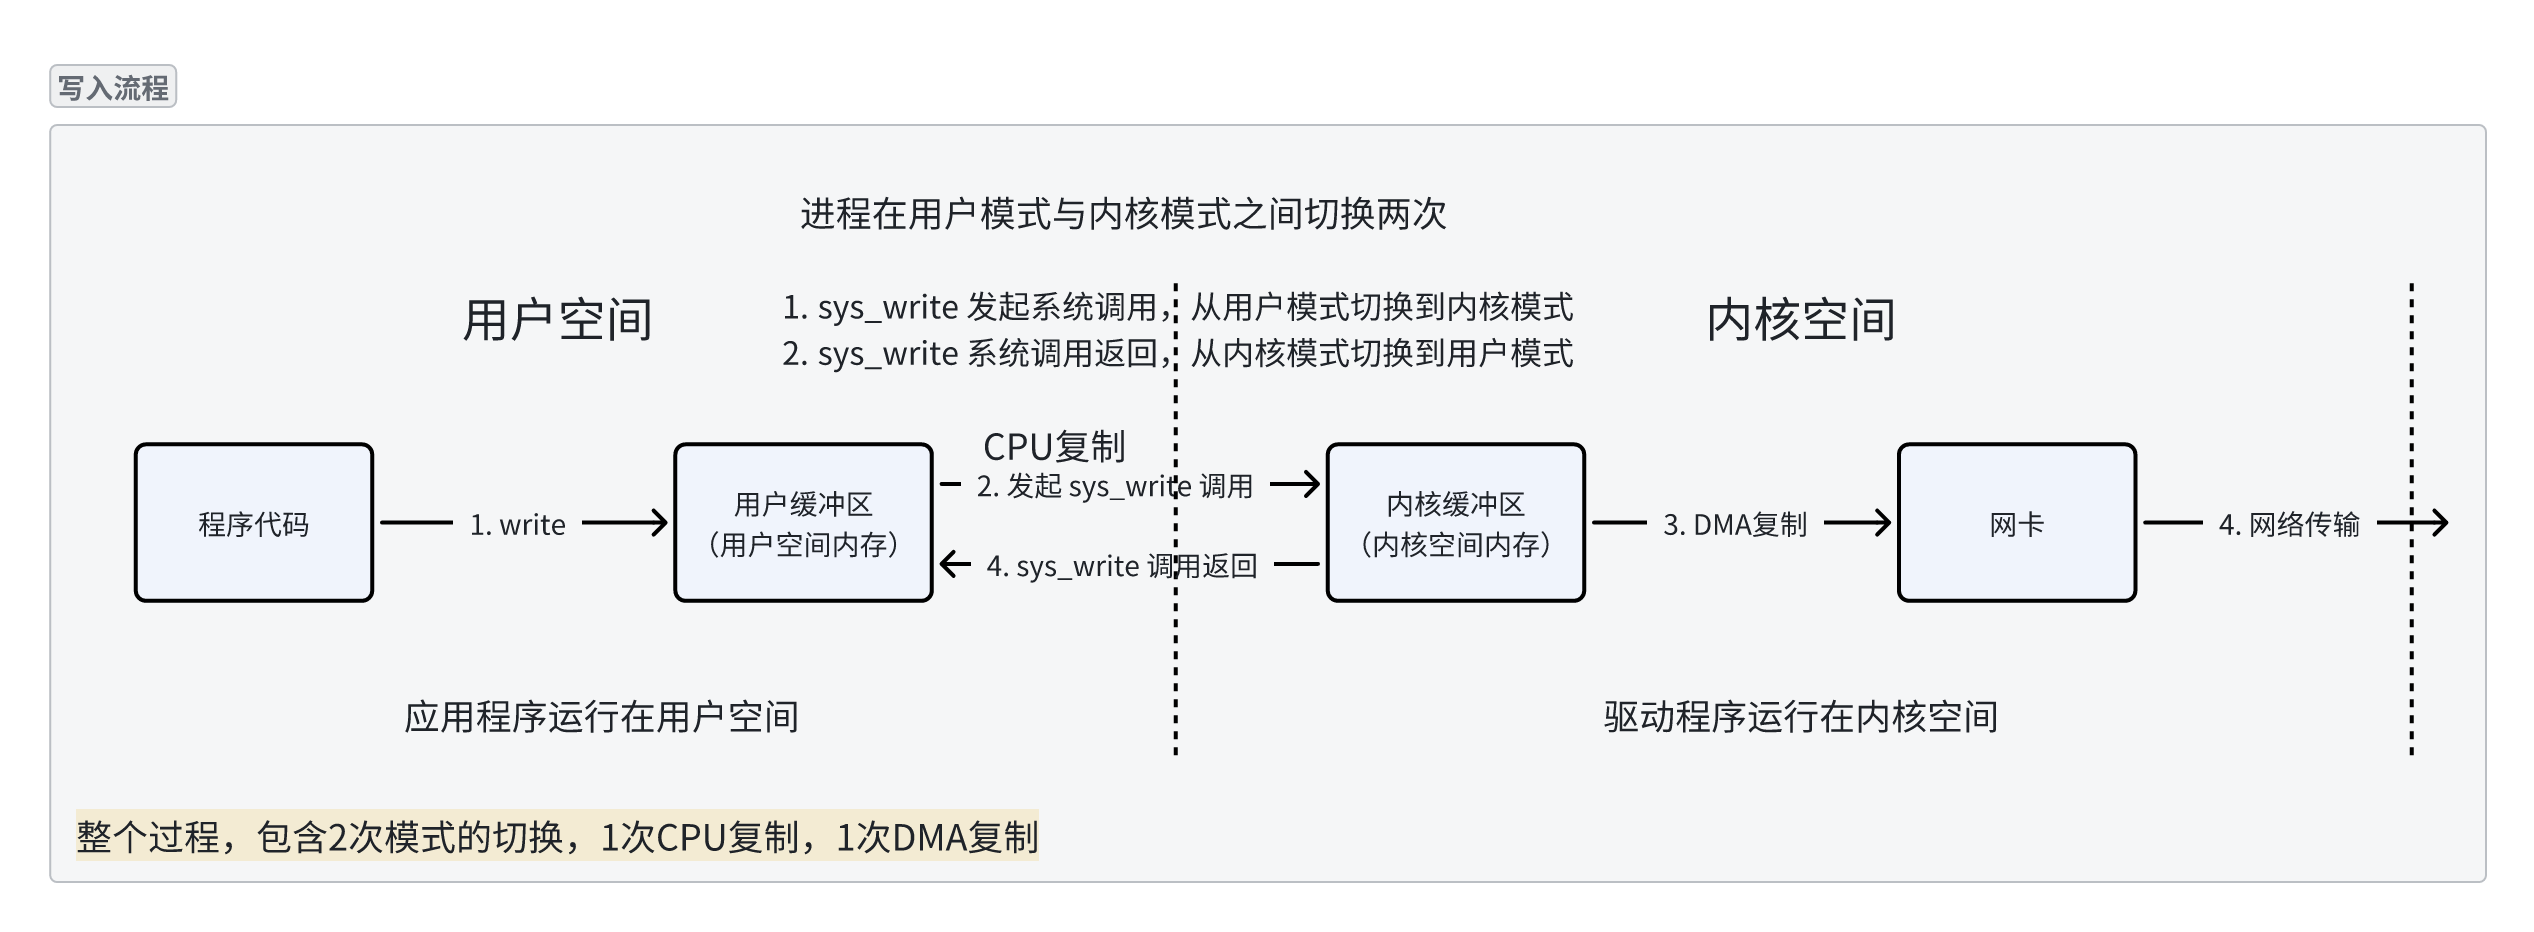 写入流程
进程在用户模式与内核模式之间切换两次
用户空间
1. sys_write 发起系统调用，从用户模式切换到内核模式
2. sys_write 系统调用返回，从内核模式切换到用户模式
内核空间
CPU复制
程序代码
1. write
用户缓冲区
（用户空间内存）
2. 发起 sys_write 调用
4. sys_write 调用返回
内核缓冲区
（内核空间内存）
3. DMA复制
网卡
4. 网络传输
应用程序运行在用户空间
驱动程序运行在内核空间
整个过程，包含2次模式的切换，1次CPU复制，1次DMA复制